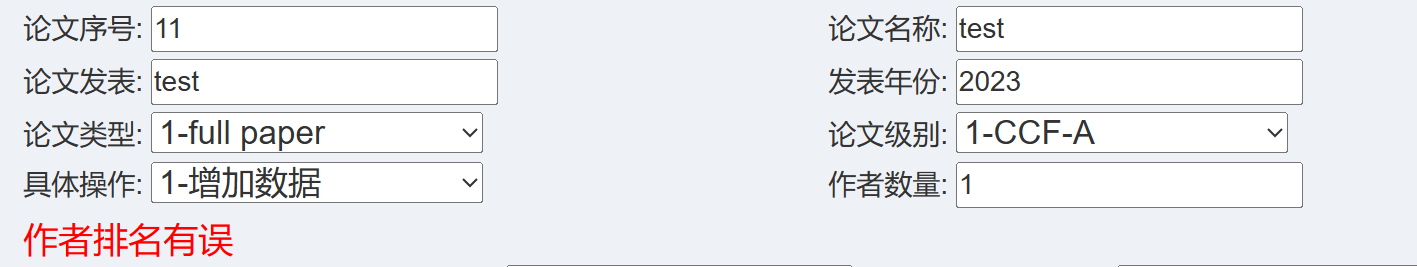 论文序号: 11 论文名称: test
论文发表: test 发表年份: 2023
论文类型: 1-full paper 论文级别: 1-CCF-A
具体操作: 1-增加数据 作者数量: 1
作者排名有误